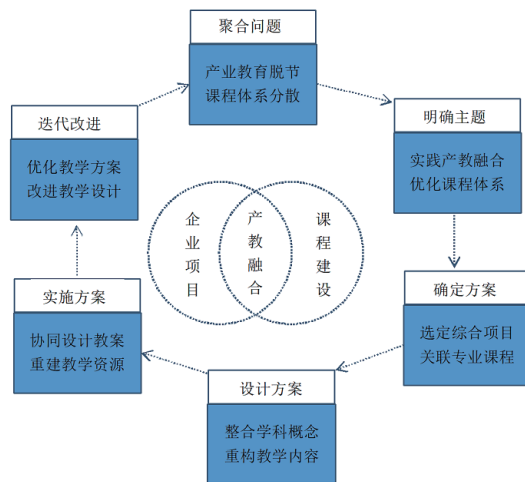 聚合问题
产业教育脱节
课程体系分散
明确主题
实践产教融合
优化课程体系
确定方案
选定综合项目
关联专业课程
设计方案
整合学科概念
重构教学内容
实施方案
协同设计教案
重建教学资源
迭代改进
优化教学方案
改进教学设计
企业项目
产教融合
课程建设